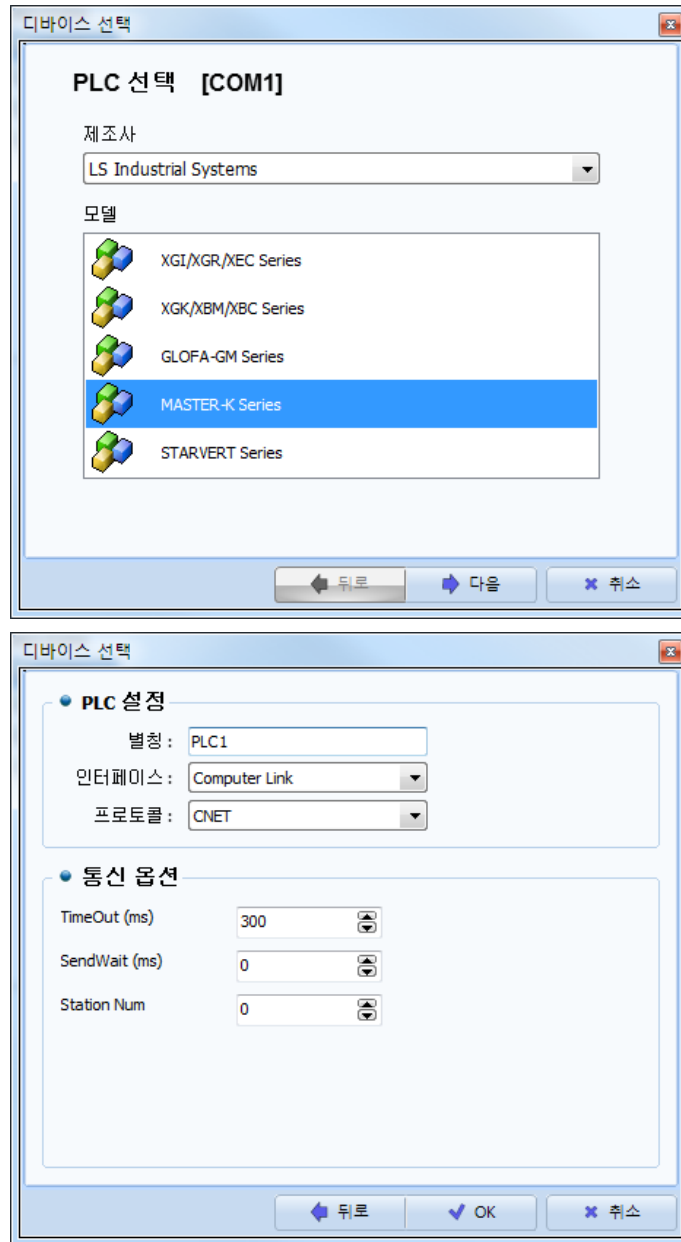 디바이스 선택
PLC 선택 [COM1]
제조사
LS Industrial Systems
모델
XGI/XGR/XEC Series
XGK/XBM/XBC Series
GLOFA-GM Series
MASTER-K Series
STARVERT Series
뒤로 다음 취소
디바이스 선택
PLC 설정
별칭 : PLC1
인터페이스 : Computer Link
프로토콜 : CNET
통신 옵션
TimeOut (ms) 300
SendWait (ms) 0
Station Num 0
뒤로 OK 취소